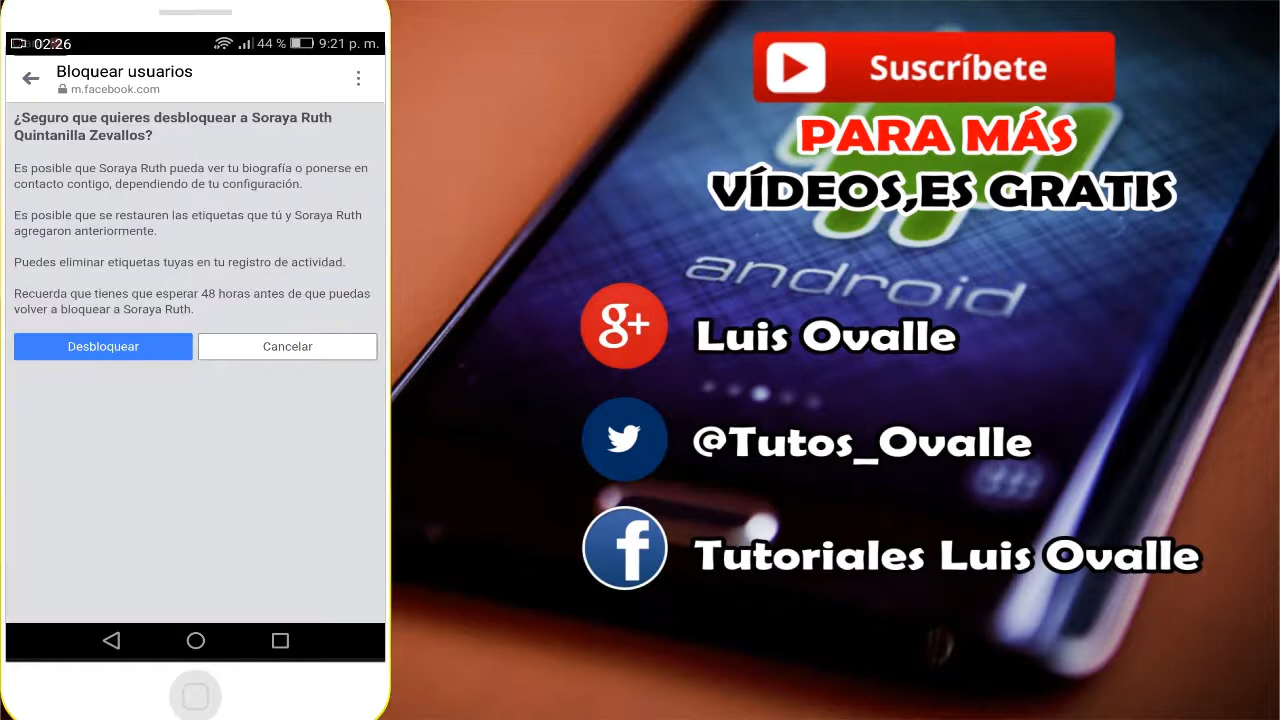 02:26
44 %
9:21 p. m.
Bloquear usuarios
m.facebook.com
¿Seguro que quieres desbloquear a Soraya Ruth
Quintanilla Zevallos?
Es posible que Soraya Ruth pueda ver tu biografía o ponerse en
contacto contigo, dependiendo de tu configuración.
Es posible que se restauren las etiquetas que tú y Soraya Ruth
agregaron anteriormente.
Puedes eliminar etiquetas tuyas en tu registro de actividad.
Recuerda que tienes que esperar 48 horas antes de que puedas
volver a bloquear a Soraya Ruth.
Desbloquear
Cancelar
Suscríbete
PARA MÁS
VÍDEOS,ES GRATIS
android
g+
Luis Ovalle
@Tutos_Ovalle
f
Tutoriales Luis Ovalle